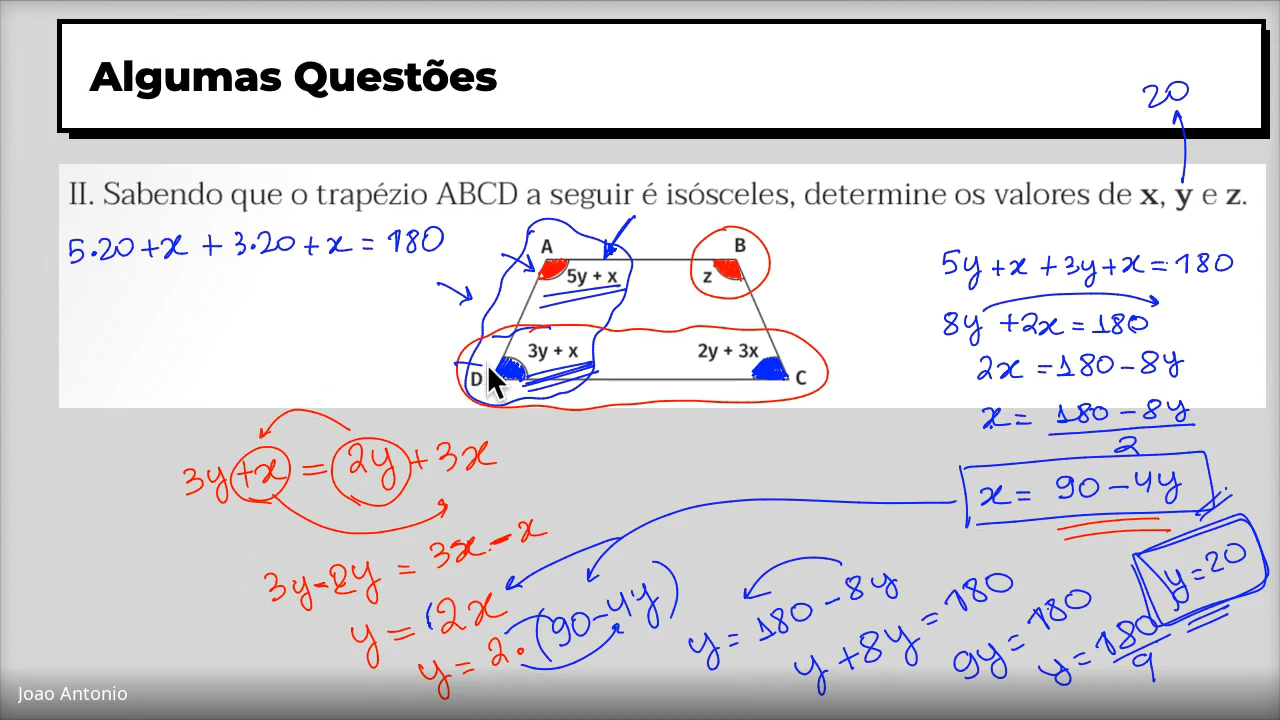 Algumas Questões
20
II. Sabendo que o trapézio ABCD a seguir é isósceles, determine os valores de x, y e z.
5.20+x + 3.20+x = 180
A
B
5y + x
z
3y + x
2y + 3x
D
C
5y+x+3y+x=180
8y+2x=180
2x=180-8y
x= 180-8y
2
x= 90-4y
3y+x = 2y+3x
3y-2y = 3x-x
y = 2x
y = 2.(90-4y)
y = 180-8y
y+8y=180
9y=180
y=180
9
y=20
Joao Antonio